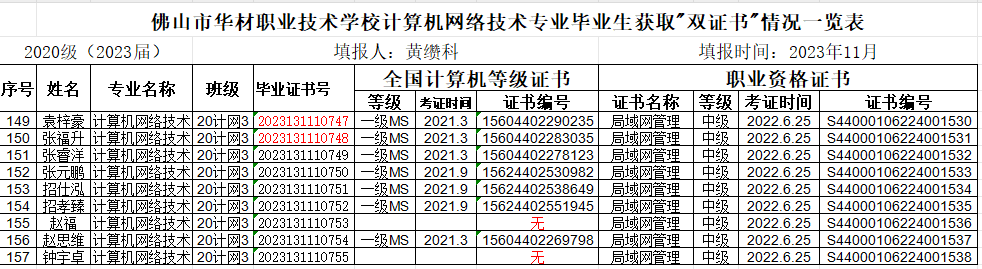 佛山市华材职业技术学校计算机网络技术专业毕业生获取"双证书"情况一览表
2020级（2023届） 填报人：黄缵科 填报时间：2023年11月
序号 姓名 专业名称 班级 毕业证书号 全国计算机等级证书 职业资格证书
等级 考证时间 证书编号 证书名称 等级 考证时间 证书编号
149 袁梓豪 计算机网络技术 20计网3 2023131110747 一级MS 2021.3 15604402290235 局域网管理 中级 2022.6.25 S44000106224001530
150 张福升 计算机网络技术 20计网3 2023131110748 一级MS 2021.3 15604402283035 局域网管理 中级 2022.6.25 S44000106224001531
151 张睿洋 计算机网络技术 20计网3 2023131110749 一级MS 2021.3 15604402278123 局域网管理 中级 2022.6.25 S44000106224001532
152 张元鹏 计算机网络技术 20计网3 2023131110750 一级MS 2021.9 15624402530982 局域网管理 中级 2022.6.25 S44000106224001533
153 招仕泓 计算机网络技术 20计网3 2023131110751 一级MS 2021.9 15624402538649 局域网管理 中级 2022.6.25 S44000106224001534
154 招孝臻 计算机网络技术 20计网3 2023131110752 一级MS 2021.9 15624402551945 局域网管理 中级 2022.6.25 S44000106224001535
155 赵福 计算机网络技术 20计网3 2023131110753 无 局域网管理 中级 2022.6.25 S44000106224001536
156 赵思维 计算机网络技术 20计网3 2023131110754 一级MS 2021.3 15604402269798 局域网管理 中级 2022.6.25 S44000106224001537
157 钟宇卓 计算机网络技术 20计网3 2023131110755 无 局域网管理 中级 2022.6.25 S44000106224001538